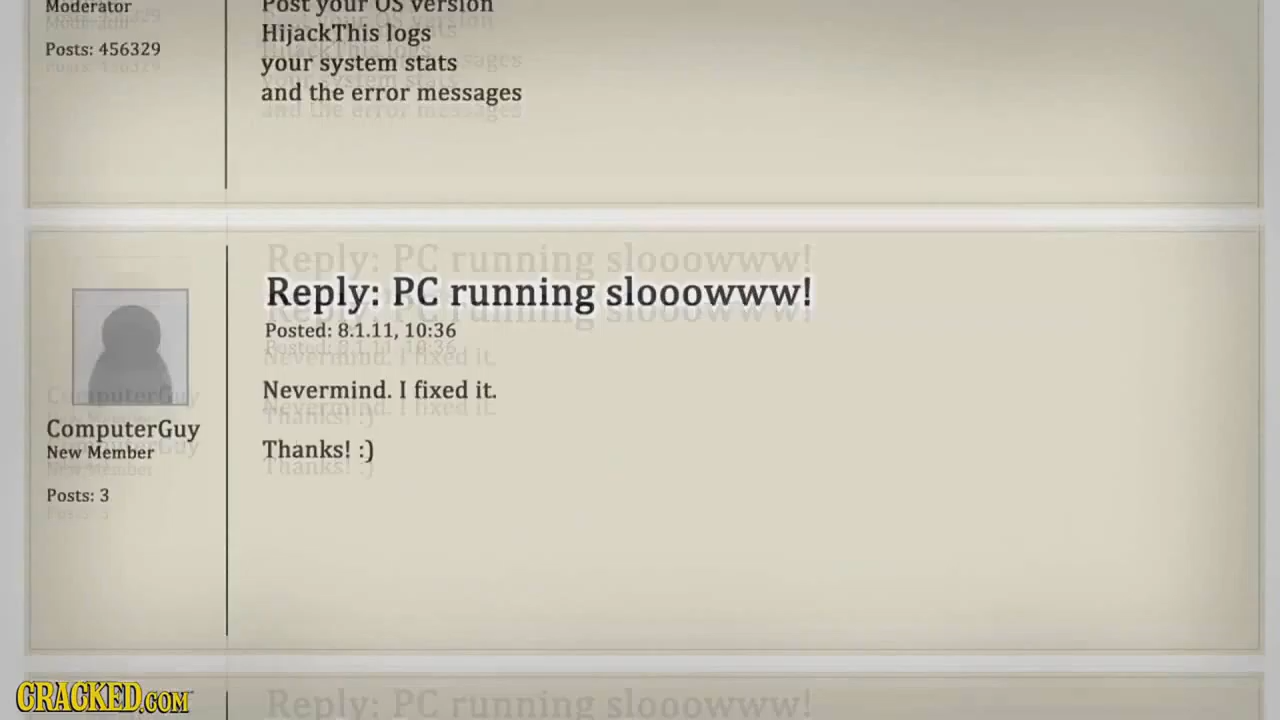 Moderator
Posts: 456329
Post your OS version
HijackThis logs
your system stats
and the error messages
Reply: PC running slooowww!
Posted: 8.1.11, 10:36
Nevermind. I fixed it.
Thanks! :)
ComputerGuy
New Member
Posts: 3
Reply: PC running slooowww!
CRACKED.COM